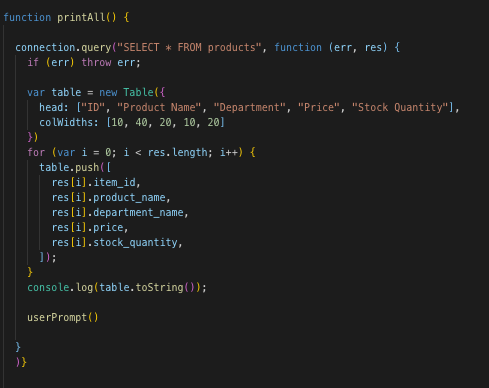 function printAll() {
connection.query("SELECT * FROM products", function (err, res) {
if (err) throw err;
var table = new Table({
head: ["ID", "Product Name", "Department", "Price", "Stock Quantity"],
colWidths: [10, 40, 20, 10, 20]
})
for (var i = 0; i < res.length; i++) {
table.push([
res[i].item_id,
res[i].product_name,
res[i].department_name,
res[i].price,
res[i].stock_quantity,
]);
}
console.log(table.toString());
userPrompt()
}
)}